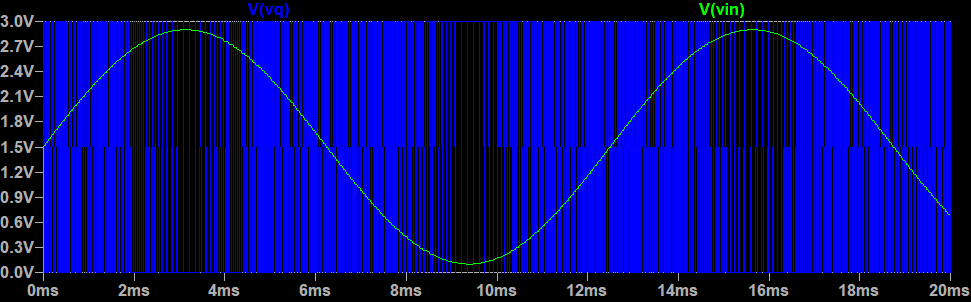 V(vq) V(vin)
3.0V
2.7V
2.4V
2.1V
1.8V
1.5V
1.2V
0.9V
0.6V
0.3V
0.0V
0ms 2ms 4ms 6ms 8ms 10ms 12ms 14ms 16ms 18ms 20ms